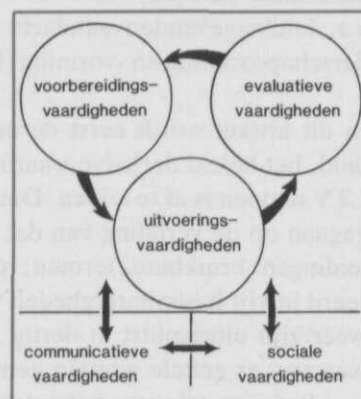 voorbereidings-
vaardigheden
evaluatieve
vaardigheden
uitvoerings-
vaardigheden
communicatieve
vaardigheden
sociale
vaardigheden